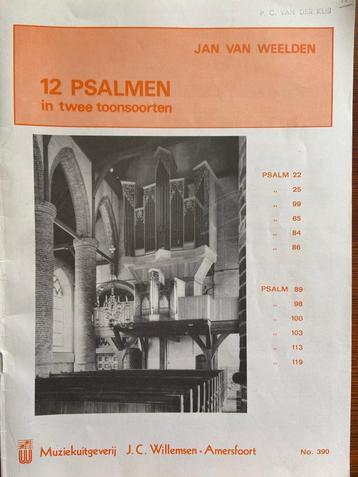 P. C. VAN DER KUS
JAN VAN WEELDEN
12 PSALMEN
in twee toonsoorten
PSALM 22
„ 25
„ 99
„ 65
„ 84
„ 86
PSALM 89
„ 98
„ 100
„ 103
„ 113
„ 119
Muziekuitgeverij J. C. Willemsen - Amersfoort
No. 390